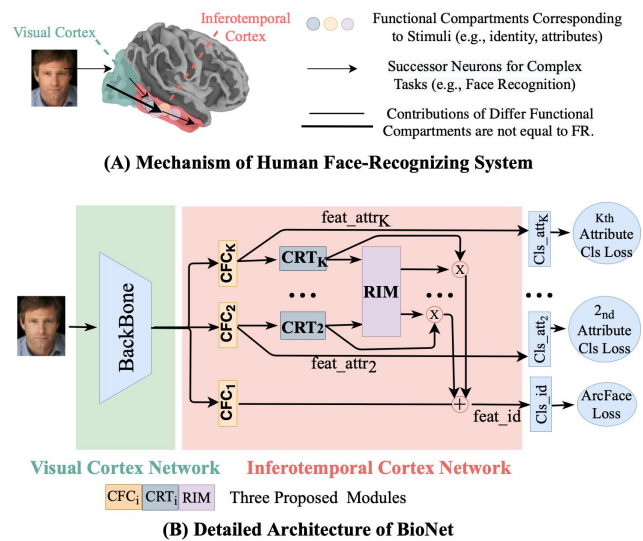 Visual Cortex
Inferotemporal
Cortex
Functional Compartments Corresponding
to Stimuli (e.g., identity, attributes)
Successor Neurons for Complex
Tasks (e.g., Face Recognition)
Contributions of Differ Functional
Compartments are not equal to FR.
(A) Mechanism of Human Face-Recognizing System
feat_attrK
CFCK
CRTK
RIM
X
Cls_attK
Kth
Attribute
Cls Loss
BackBone
CFC2
CRT2
X
feat_attr2
Cls_att2
2nd
Attribute
Cls Loss
CFC1
+
feat_id
Cls_id
ArcFace
Loss
Visual Cortex Network
Inferotemporal Cortex Network
CFCi CRTi RIM Three Proposed Modules
(B) Detailed Architecture of BioNet